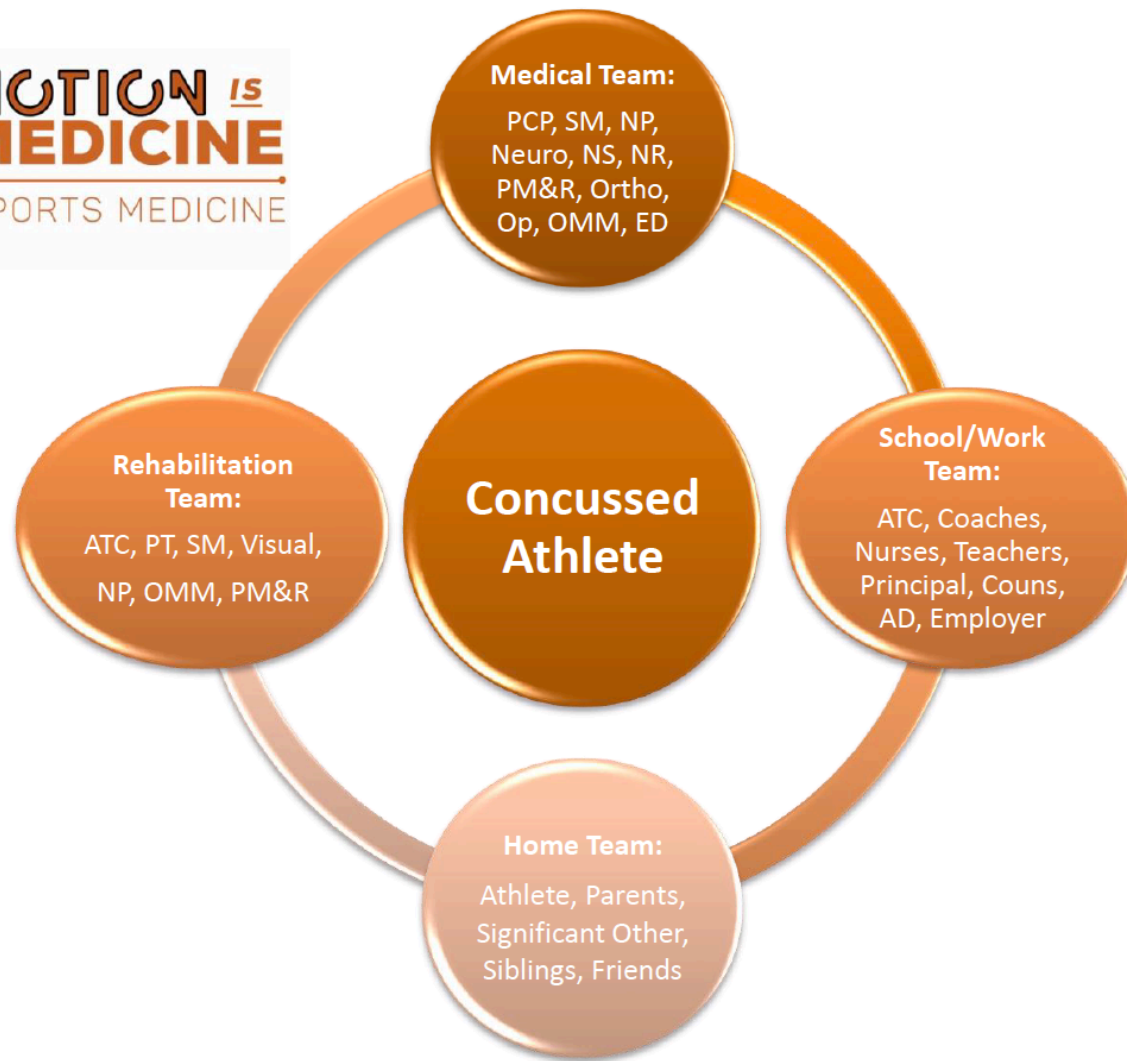 OTION IS
MEDICINE
PORTS MEDICINE
Medical Team:
PCP, SM, NP,
Neuro, NS, NR,
PM&R, Ortho,
Op, OMM, ED
Rehabilitation
Team:
ATC, PT, SM, Visual,
NP, OMM, PM&R
Concussed
Athlete
School/Work
Team:
ATC, Coaches,
Nurses, Teachers,
Principal, Couns,
AD, Employer
Home Team:
Athlete, Parents,
Significant Other,
Siblings, Friends